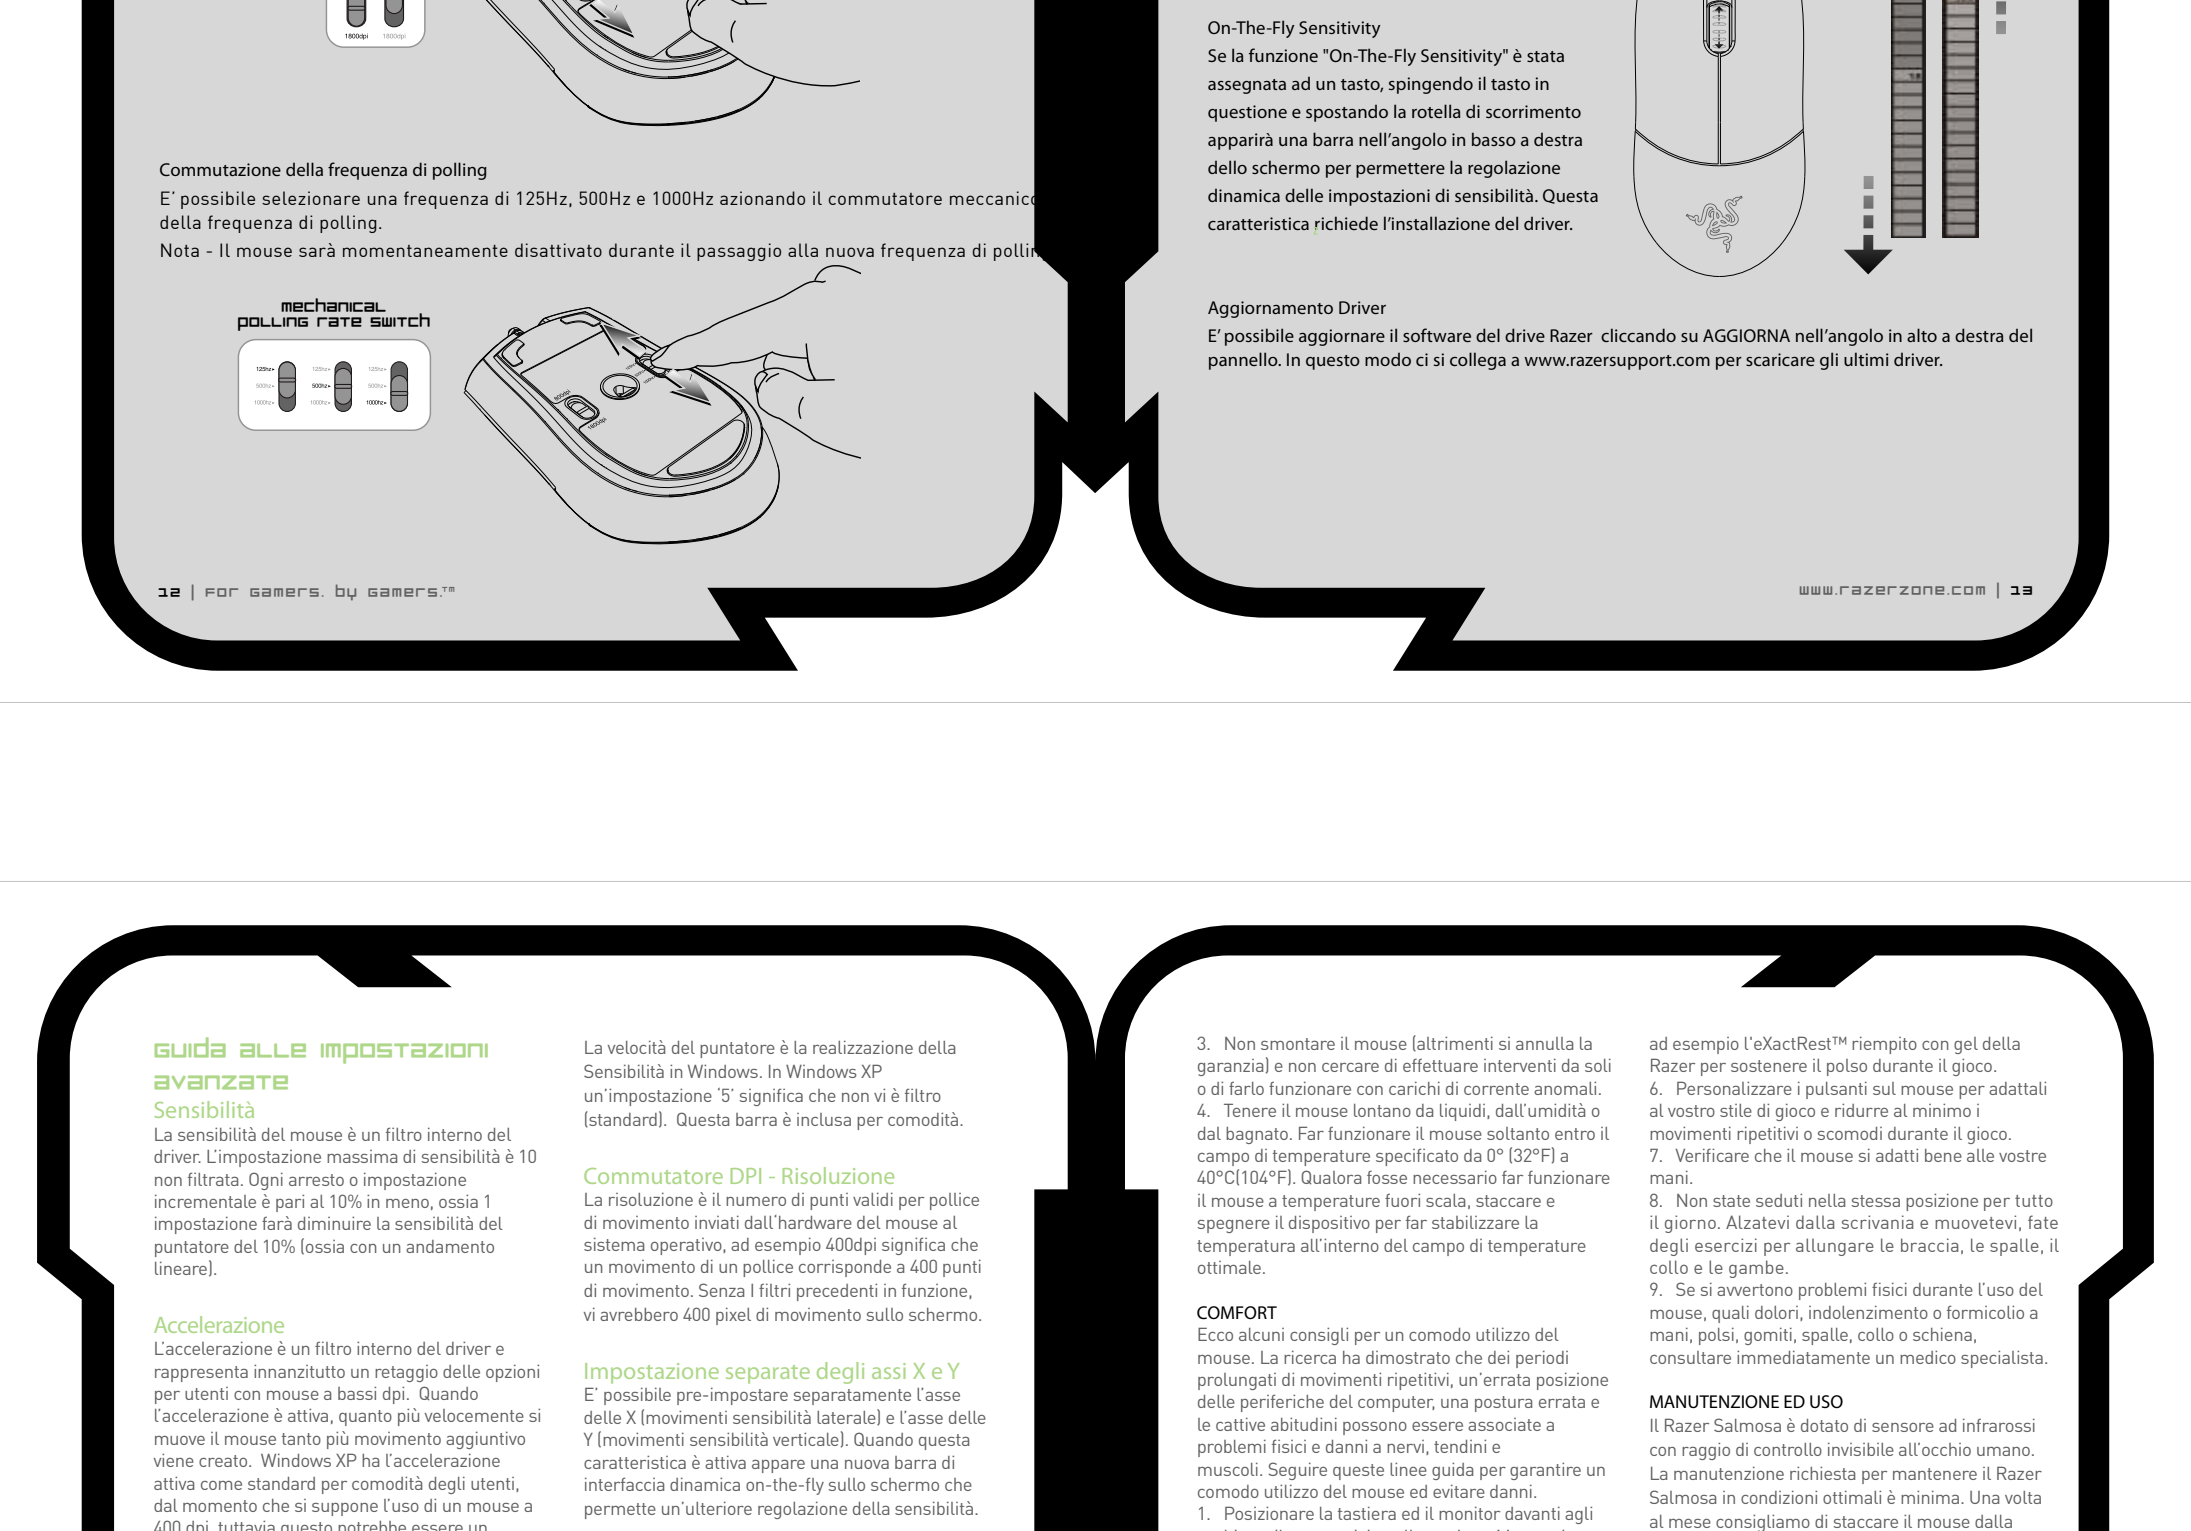 1800dpi 1800dpi
Commutazione della frequenza di polling
E' possibile selezionare una frequenza di 125Hz, 500Hz e 1000Hz azionando il commutatore meccanico
della frequenza di polling.
Nota - Il mouse sarà momentaneamente disattivato durante il passaggio alla nuova frequenza di pollin
mechanical
polling rate switch
125hz 125hz 125hz
500hz 500hz 500hz
1000hz 1000hz 1000hz
800dpi
1800dpi
12 | For gamers. by gamers.™
On-The-Fly Sensitivity
Se la funzione "On-The-Fly Sensitivity" è stata
assegnata ad un tasto, spingendo il tasto in
questione e spostando la rotella di scorrimento
apparirà una barra nell'angolo in basso a destra
dello schermo per permettere la regolazione
dinamica delle impostazioni di sensibilità. Questa
caratteristica richiede l'installazione del driver.
Aggiornamento Driver
E' possibile aggiornare il software del drive Razer cliccando su AGGIORNA nell'angolo in alto a destra del
pannello. In questo modo ci si collega a www.razersupport.com per scaricare gli ultimi driver.
www.razerzone.com | 13
Guida alle impostazioni
avanzate
Sensibilità
La sensibilità del mouse è un filtro interno del
driver. L'impostazione massima di sensibilità è 10
non filtrata. Ogni arresto o impostazione
incrementale è pari al 10% in meno, ossia 1
impostazione farà diminuire la sensibilità del
puntatore del 10% (ossia con un andamento
lineare).
Accelerazione
L'accelerazione è un filtro interno del driver e
rappresenta innanzitutto un retaggio delle opzioni
per utenti con mouse a bassi dpi. Quando
l'accelerazione è attiva, quanto più velocemente si
muove il mouse tanto più movimento aggiuntivo
viene creato. Windows XP ha l'accelerazione
attiva come standard per comodità degli utenti,
dal momento che si suppone l'uso di un mouse a
400 dpi, tuttavia questo potrebbe essere un
La velocità del puntatore è la realizzazione della
Sensibilità in Windows. In Windows XP
un'impostazione '5' significa che non vi è filtro
(standard). Questa barra è inclusa per comodità.
Commutatore DPI - Risoluzione
La risoluzione è il numero di punti validi per pollice
di movimento inviati dall'hardware del mouse al
sistema operativo, ad esempio 400dpi significa che
un movimento di un pollice corrisponde a 400 punti
di movimento. Senza I filtri precedenti in funzione,
vi avrebbero 400 pixel di movimento sullo schermo.
Impostazione separate degli assi X e Y
E' possibile pre-impostare separatamente l'asse
delle X (movimenti sensibilità laterale) e l'asse delle
Y (movimenti sensibilità verticale). Quando questa
caratteristica è attiva appare una nuova barra di
interfaccia dinamica on-the-fly sullo schermo che
permette un'ulteriore regolazione della sensibilità.
3. Non smontare il mouse (altrimenti si annulla la
garanzia) e non cercare di effettuare interventi da soli
o di farlo funzionare con carichi di corrente anomali.
4. Tenere il mouse lontano da liquidi, dall'umidità o
dal bagnato. Far funzionare il mouse soltanto entro il
campo di temperature specificato da 0° (32°F) a
40°C(104°F). Qualora fosse necessario far funzionare
il mouse a temperature fuori scala, staccare e
spegnere il dispositivo per far stabilizzare la
temperatura all'interno del campo di temperature
ottimale.
COMFORT
Ecco alcuni consigli per un comodo utilizzo del
mouse. La ricerca ha dimostrato che dei periodi
prolungati di movimenti ripetitivi, un'errata posizione
delle periferiche del computer, una postura errata e
le cattive abitudini possono essere associate a
problemi fisici e danni a nervi, tendini e
muscoli. Seguire queste linee guida per garantire un
comodo utilizzo del mouse ed evitare danni.
1. Posizionare la tastiera ed il monitor davanti agli
ad esempio l'eXactRest™ riempito con gel della
Razer per sostenere il polso durante il gioco.
6. Personalizzare i pulsanti sul mouse per adattali
al vostro stile di gioco e ridurre al minimo i
movimenti ripetitivi o scomodi durante il gioco.
7. Verificare che il mouse si adatti bene alle vostre
mani.
8. Non state seduti nella stessa posizione per tutto
il giorno. Alzatevi dalla scrivania e muovetevi, fate
degli esercizi per allungare le braccia, le spalle, il
collo e le gambe.
9. Se si avvertono problemi fisici durante l'uso del
mouse, quali dolori, indolenzimento o formicolio a
mani, polsi, gomiti, spalle, collo o schiena,
consultare immediatamente un medico specialista.
MANUTENZIONE ED USO
Il Razer Salmosa è dotato di sensore ad infrarossi
con raggio di controllo invisibile all'occhio umano.
La manutenzione richiesta per mantenere il Razer
Salmosa in condizioni ottimali è minima. Una volta
al mese consigliamo di staccare il mouse dalla